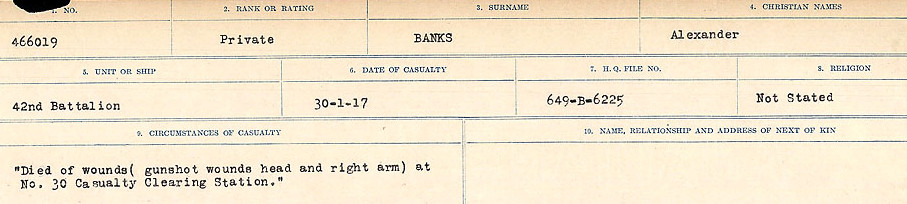 1. NO. 2. RANK OR RATING 3. SURNAME 4. CHRISTIAN NAMES
466019 Private BANKS Alexander
5. UNIT OR SHIP 6. DATE OF CASUALTY 7. H. Q. FILE NO. 8. RELIGION
42nd Battalion 30-1-17 649-B-6225 Not Stated
9. CIRCUMSTANCES OF CASUALTY 10. NAME, RELATIONSHIP AND ADDRESS OF NEXT OF KIN
"Died of wounds( gunshot wounds head and right arm) at
No. 30 Casualty Clearing Station."